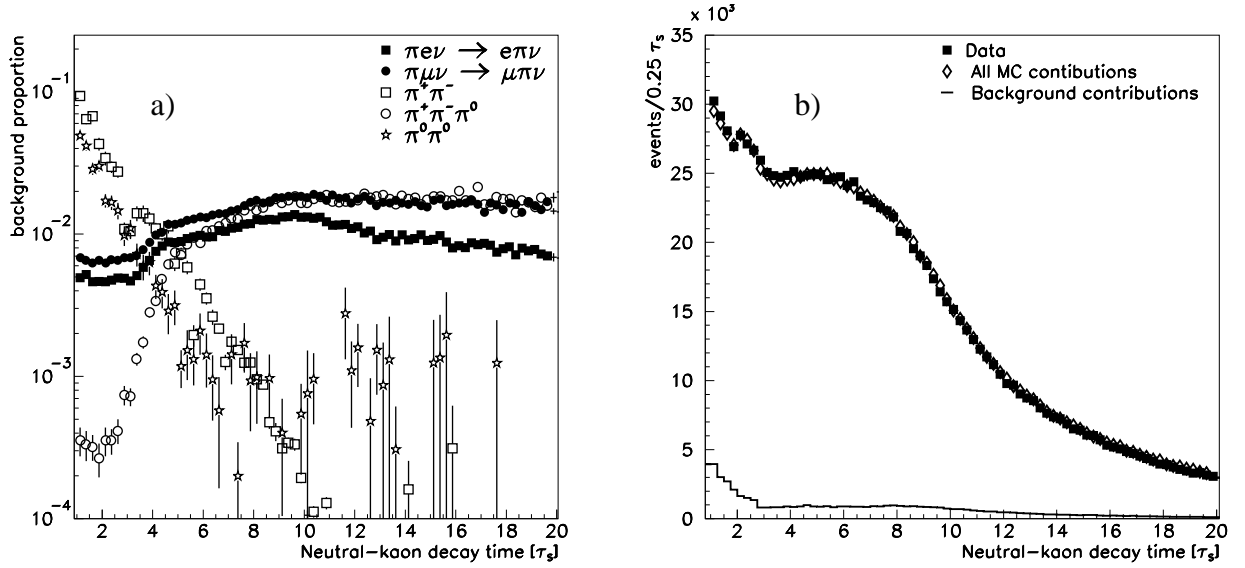 background proportion
10⁻¹
10⁻²
10⁻³
10⁻⁴
a)
πeν → eπν
πμν → μπν
π⁺π⁻
π⁺π⁻π⁰
π⁰π⁰
2 4 6 8 10 12 14 16 18 20
Neutral-kaon decay time [τₛ]
x 10³
events/0.25 τₛ
35
30
25
20
15
10
5
0
b)
Data
All MC contibutions
Background contributions
2 4 6 8 10 12 14 16 18 20
Neutral-kaon decay time [τₛ]